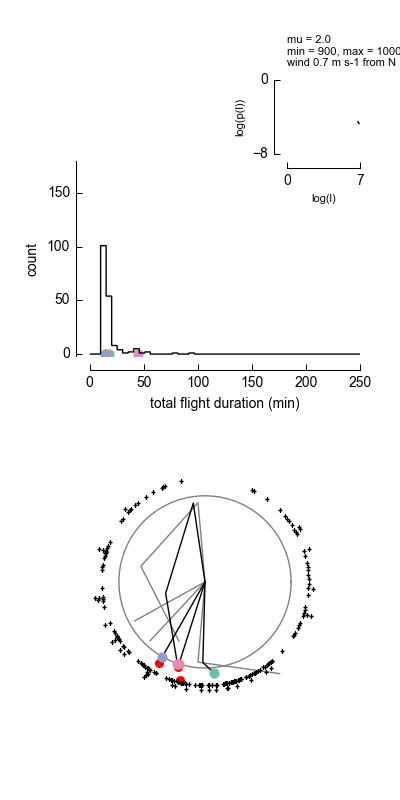 mu = 2.0
min = 900, max = 1000
wind 0.7 m s-1 from N
0
log(p(l))
−8
0 7
log(l)
150
100
50
0
count
0 50 100 150 200 250
total flight duration (min)